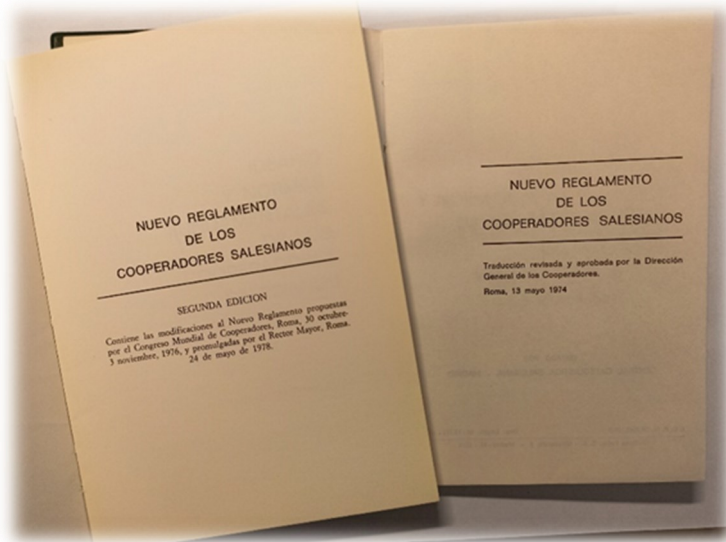 NUEVO REGLAMENTO
DE LOS
COOPERADORES SALESIANOS
SEGUNDA EDICION
Contiene las modificaciones al Nuevo Reglamento propuestas
por el Congreso Mundial de Cooperadores, Roma, 30 octubre-
5 noviembre, 1976, y promulgadas por el Rector Mayor, Roma.
24 de mayo de 1978.
NUEVO REGLAMENTO
DE LOS
COOPERADORES SALESIANOS
Traducción revisada y aprobada por la Dirección
General de los Cooperadores.
Roma, 13 mayo 1974